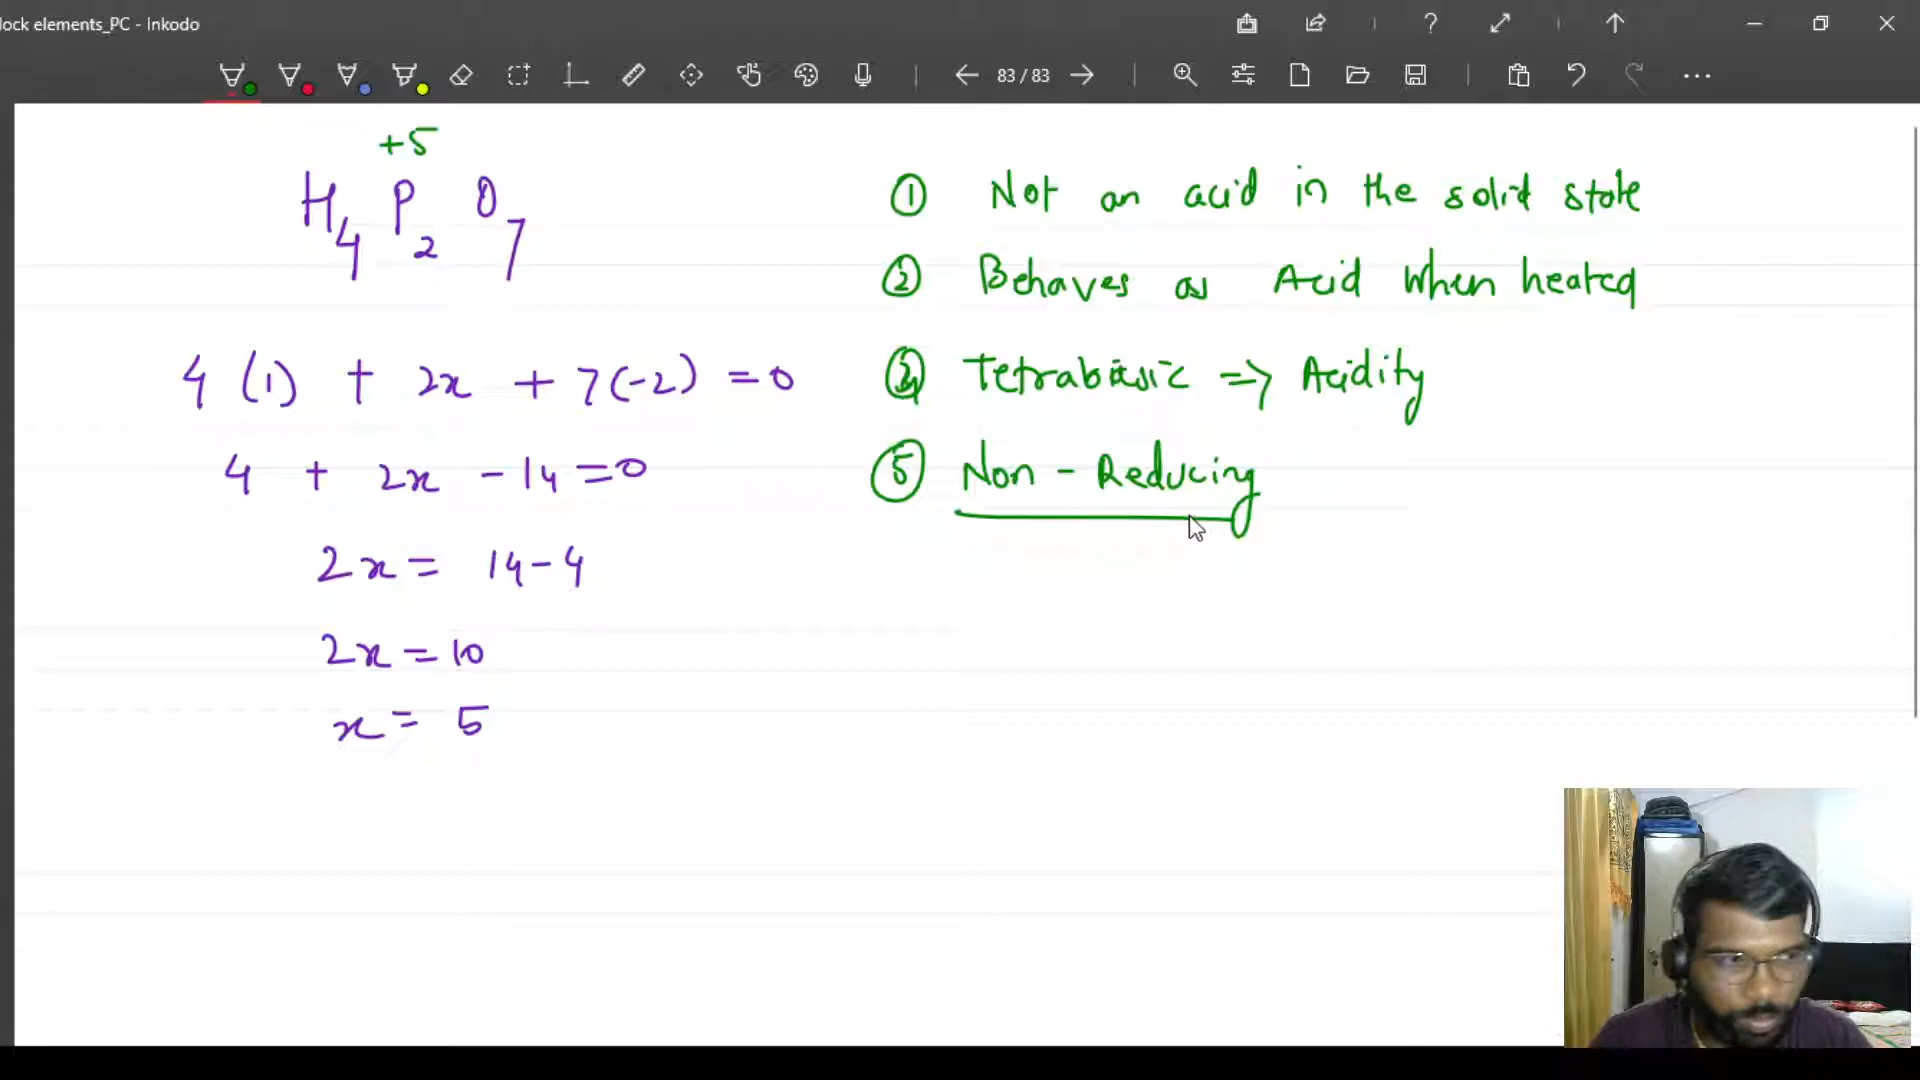 lock elements_PC - Inkodo
83 / 83
+5
H4 P2 O7
4 (1) + 2x + 7(-2) = 0
4 + 2x - 14 = 0
2x = 14 - 4
2x = 10
x = 5
① Not an acid in the solid state
② Behaves as Acid when heated
Tetrabasic => Acidity
⑤ Non - Reducing